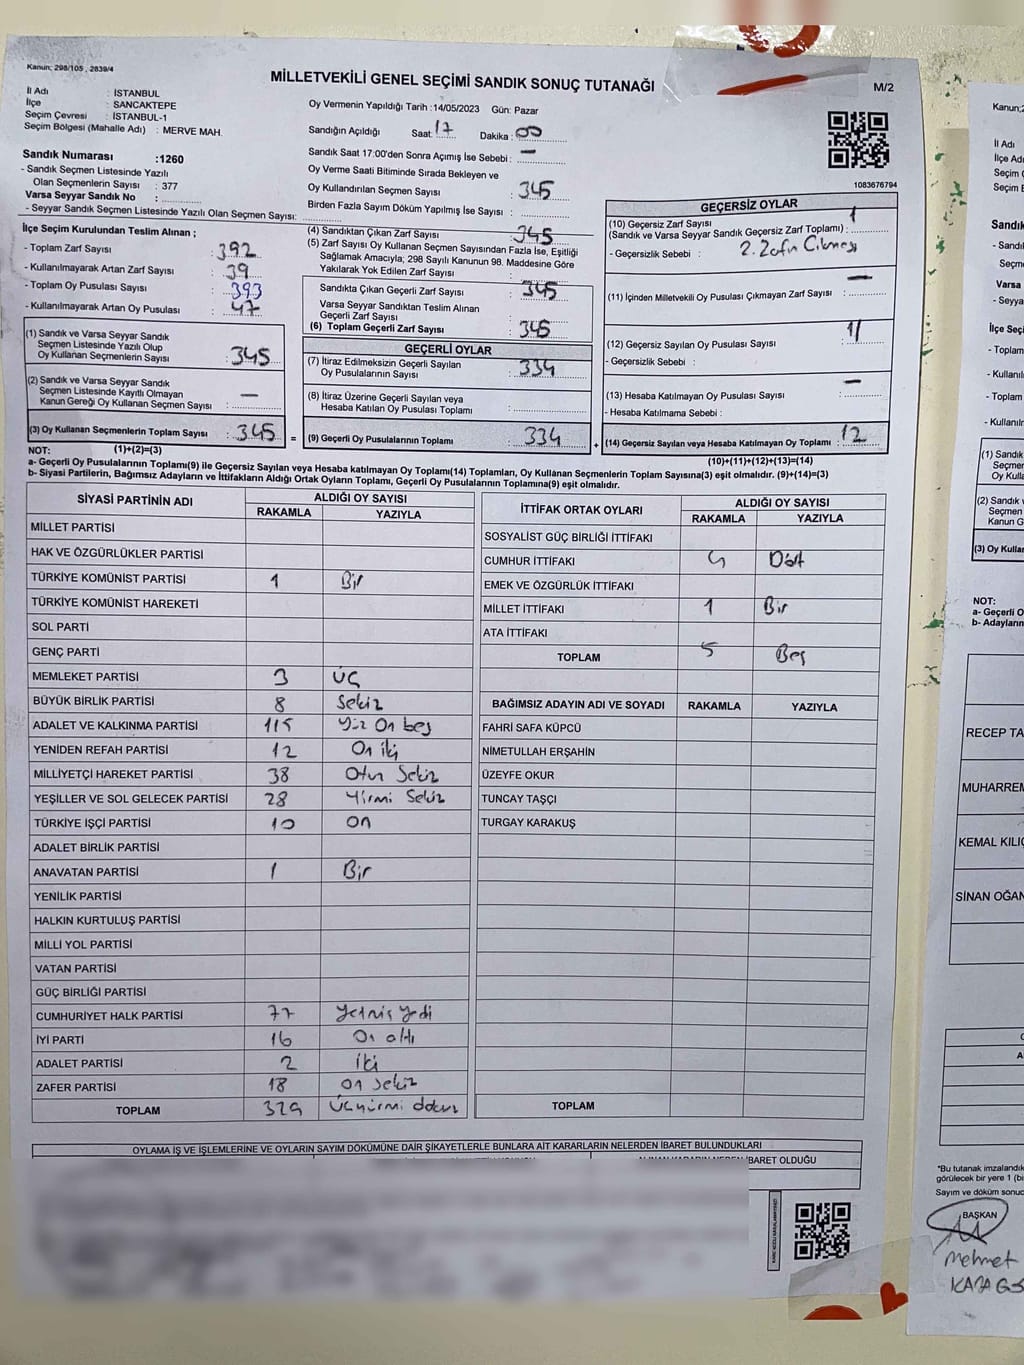 Kanun; 298/105 , 2839/4
MİLLETVEKİLİ GENEL SEÇİMİ SANDIK SONUÇ TUTANAĞI
M/2
İl Adı : İSTANBUL
İlçe : SANCAKTEPE
Seçim Çevresi : İSTANBUL-1
Seçim Bölgesi (Mahalle Adı) : MERVE MAH.
Oy Vermenin Yapıldığı Tarih :14/05/2023 Gün: Pazar
Sandığın Açıldığı Saat: 17 Dakika : 00
Sandık Saat 17:00'den Sonra Açımış İse Sebebi : —
Oy Verme Saati Bitiminde Sırada Bekleyen ve
Oy Kullandırılan Seçmen Sayısı : 345
Birden Fazla Sayım Döküm Yapılmış İse Sayısı :
Sandık Numarası :1260
- Sandık Seçmen Listesinde Yazılı
Olan Seçmenlerin Sayısı : 377
Varsa Seyyar Sandık No :
- Seyyar Sandık Seçmen Listesinde Yazılı Olan Seçmen Sayısı:
İlçe Seçim Kurulundan Teslim Alınan ;
- Toplam Zarf Sayısı : 392
- Kullanılmayarak Artan Zarf Sayısı : 39
- Toplam Oy Pusulası Sayısı : 393
- Kullanılmayarak Artan Oy Pusulası : 47
(1) Sandık ve Varsa Seyyar Sandık
Seçmen Listesinde Yazılı Olup
Oy Kullanan Seçmenlerin Sayısı : 345
(2) Sandık ve Varsa Seyyar Sandık
Seçmen Listesinde Kayıtlı Olmayan
Kanun Gereği Oy Kullanan Seçmen Sayısı : —
(3) Oy Kullanan Seçmenlerin Toplam Sayısı : 345 =
(4) Sandıktan Çıkan Zarf Sayısı : 345
(5) Zarf Sayısı Oy Kullanan Seçmen Sayısından Fazla İse, Eşitliği
Sağlamak Amacıyla; 298 Sayılı Kanunun 98. Maddesine Göre
Yakılarak Yok Edilen Zarf Sayısı :
Sandıkta Çıkan Geçerli Zarf Sayısı : 345
Varsa Seyyar Sandıktan Teslim Alınan
Geçerli Zarf Sayısı :
(6) Toplam Geçerli Zarf Sayısı : 345
GEÇERLİ OYLAR
(7) İtiraz Edilmeksizin Geçerli Sayılan
Oy Pusulalarının Sayısı : 334
(8) İtiraz Üzerine Geçerli Sayılan veya
Hesaba Katılan Oy Pusulası Toplamı :
(9) Geçerli Oy Pusulalarının Toplamı : 334 +
1083676794
GEÇERSİZ OYLAR
(10) Geçersiz Zarf Sayısı 1
(Sandık ve Varsa Seyyar Sandık Geçersiz Zarf Toplamı) :
- Geçersizlik Sebebi : 2. Zarfın Çıkması
(11) İçinden Milletvekili Oy Pusulası Çıkmayan Zarf Sayısı : —
(12) Geçersiz Sayılan Oy Pusulası Sayısı : 11
- Geçersizlik Sebebi :
(13) Hesaba Katılmayan Oy Pusulası Sayısı : —
- Hesaba Katılmama Sebebi :
(14) Geçersiz Sayılan veya Hesaba Katılmayan Oy Toplamı : 12
NOT: (1)+(2)=(3) (10)+(11)+(12)+(13)=(14)
a- Geçerli Oy Pusulalarının Toplamı(9) ile Geçersiz Sayılan veya Hesaba katılmayan Oy Toplamı(14) Toplamları, Oy Kullanan Seçmenlerin Toplam Sayısına(3) eşit olmalıdır. (9)+(14)=(3)
b- Siyasi Partilerin, Bağımsız Adayların ve İttifakların Aldığı Ortak Oyların Toplamı, Geçerli Oy Pusulalarının Toplamına(9) eşit olmalıdır.
SİYASİ PARTİNİN ADI ALDIĞI OY SAYISI
RAKAMLA YAZIYLA
MİLLET PARTİSİ
HAK VE ÖZGÜRLÜKLER PARTİSİ
TÜRKİYE KOMÜNİST PARTİSİ 1 Bir
TÜRKİYE KOMÜNİST HAREKETİ
SOL PARTİ
GENÇ PARTİ
MEMLEKET PARTİSİ 3 üç
BÜYÜK BİRLİK PARTİSİ 8 Sekiz
ADALET VE KALKINMA PARTİSİ 115 Yüz On beş
YENİDEN REFAH PARTİSİ 12 On iki
MİLLİYETÇİ HAREKET PARTİSİ 38 Otuz Sekiz
YEŞİLLER VE SOL GELECEK PARTİSİ 28 Yirmi Sekiz
TÜRKİYE İŞÇİ PARTİSİ 10 on
ADALET BİRLİK PARTİSİ
ANAVATAN PARTİSİ 1 Bir
YENİLİK PARTİSİ
HALKIN KURTULUŞ PARTİSİ
MİLLİ YOL PARTİSİ
VATAN PARTİSİ
GÜÇ BİRLİĞİ PARTİSİ
CUMHURİYET HALK PARTİSİ 77 yetmiş yedi
İYİ PARTİ 16 On altı
ADALET PARTİSİ 2 iki
ZAFER PARTİSİ 18 on sekiz
TOPLAM 329
İTTİFAK ORTAK OYLARI ALDIĞI OY SAYISI
RAKAMLA YAZIYLA
SOSYALİST GÜÇ BİRLİĞİ İTTİFAKI
CUMHUR İTTİFAKI 4 Dört
EMEK VE ÖZGÜRLÜK İTTİFAKI
MİLLET İTTİFAKI 1 Bir
ATA İTTİFAKI
TOPLAM 5 Beş
BAĞIMSIZ ADAYIN ADI VE SOYADI RAKAMLA YAZIYLA
FAHRİ SAFA KÜPCÜ
NİMETULLAH ERŞAHİN
ÜZEYFE OKUR
TUNCAY TAŞÇI
TURGAY KARAKUŞ
TOPLAM
OYLAMA İŞ VE İŞLEMLERİNE VE OYLARIN SAYIM DÖKÜMÜNE DAİR ŞİKAYETLERLE BUNLARA AİT KARARLARIN NELERDEN İBARET BULUNDUKLARI
İBARET OLDUĞU
Kanun;2
İl Adı
İlçe Adı
Seçim Ç
Seçim B
Sandık
- Sandı
Seçm
Varsa
- Seyya
İlçe Seç
- Toplam
- Kullanıl
- Toplam
- Kullanılr
(1) Sandık
Seçmen
Oy Kulla
(2) Sandık v
Seçmen
Kanun G
(3) Oy Kullan
NOT:
a- Geçerli O
b- Adayların
RECEP TA
MUHARREM
KEMAL KILIÇ
SİNAN OĞAN
*Bu tutanak imzalandık
görülecek bir yere 1 (bi
Sayım ve döküm sonuc
BAŞKAN
Mehmet